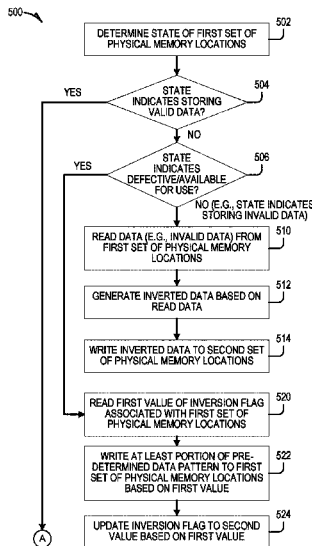 500
DETERMINE STATE OF FIRST SET OF
PHYSICAL MEMORY LOCATIONS
502
STATE
INDICATES STORING
VALID DATA?
504
YES
NO
STATE
INDICATES
DEFECTIVE/AVAILABLE
FOR USE?
506
YES
NO (E.G., STATE INDICATES
STORING INVALID DATA)
READ DATA (E.G., INVALID DATA) FROM
FIRST SET OF PHYSICAL MEMORY
LOCATIONS
510
GENERATE INVERTED DATA BASED ON
READ DATA
512
WRITE INVERTED DATA TO SECOND SET
OF PHYSICAL MEMORY LOCATIONS
514
READ FIRST VALUE OF INVERSION FLAG
ASSOCIATED WITH FIRST SET OF
PHYSICAL MEMORY LOCATIONS
520
WRITE AT LEAST PORTION OF PRE-
DETERMINED DATA PATTERN TO FIRST
SET OF PHYSICAL MEMORY LOCATIONS
BASED ON FIRST VALUE
522
UPDATE INVERSION FLAG TO SECOND
VALUE BASED ON FIRST VALUE
524
A